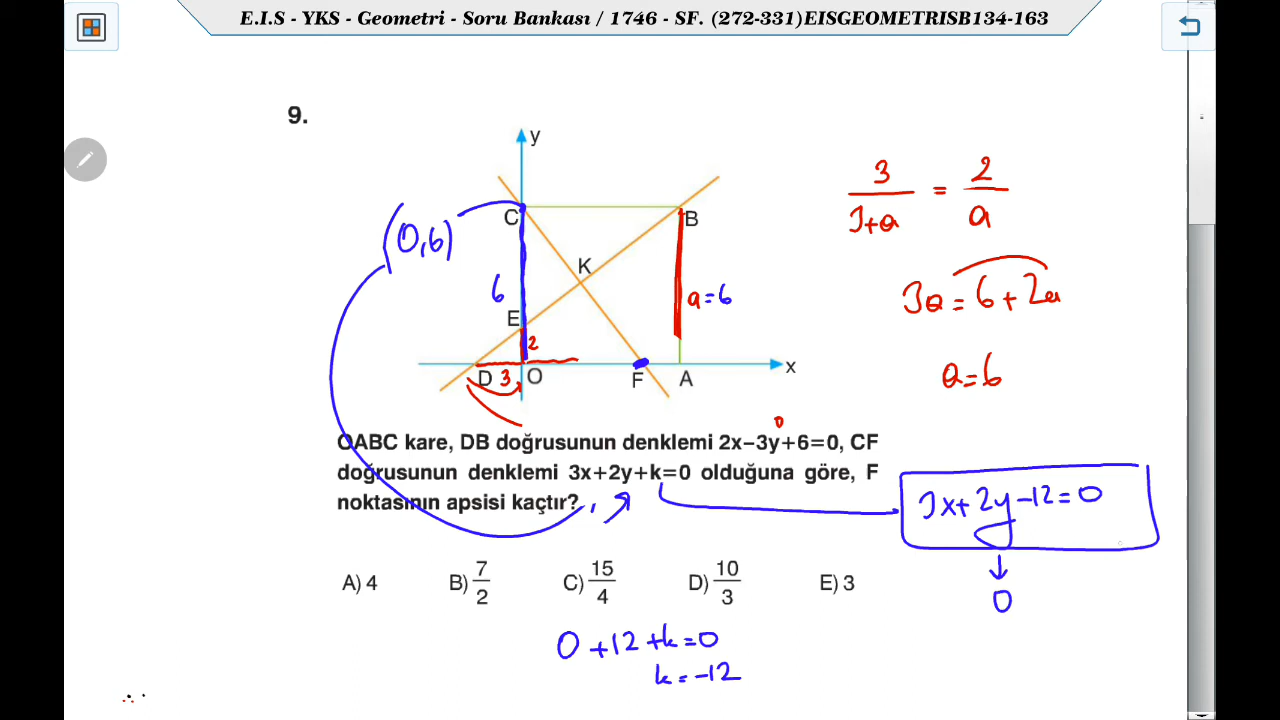 E.I.S - YKS - Geometri - Soru Bankası / 1746 - SF. (272-331)EISGEOMETRISB134-163
9.
y
C
B
(0,6)
K
6
a=6
E
2
D
3
O
F
A
x
3/(3+a) = 2/a
3a=6+2a
a=6
0
OABC kare, DB doğrusunun denklemi 2x−3y+6=0, CF
doğrusunun denklemi 3x+2y+k=0 olduğuna göre, F
noktasının apsisi kaçtır?
3x+2y-12=0
0
A) 4 B) 7/2 C) 15/4 D) 10/3 E) 3
0+12+k=0
k=-12